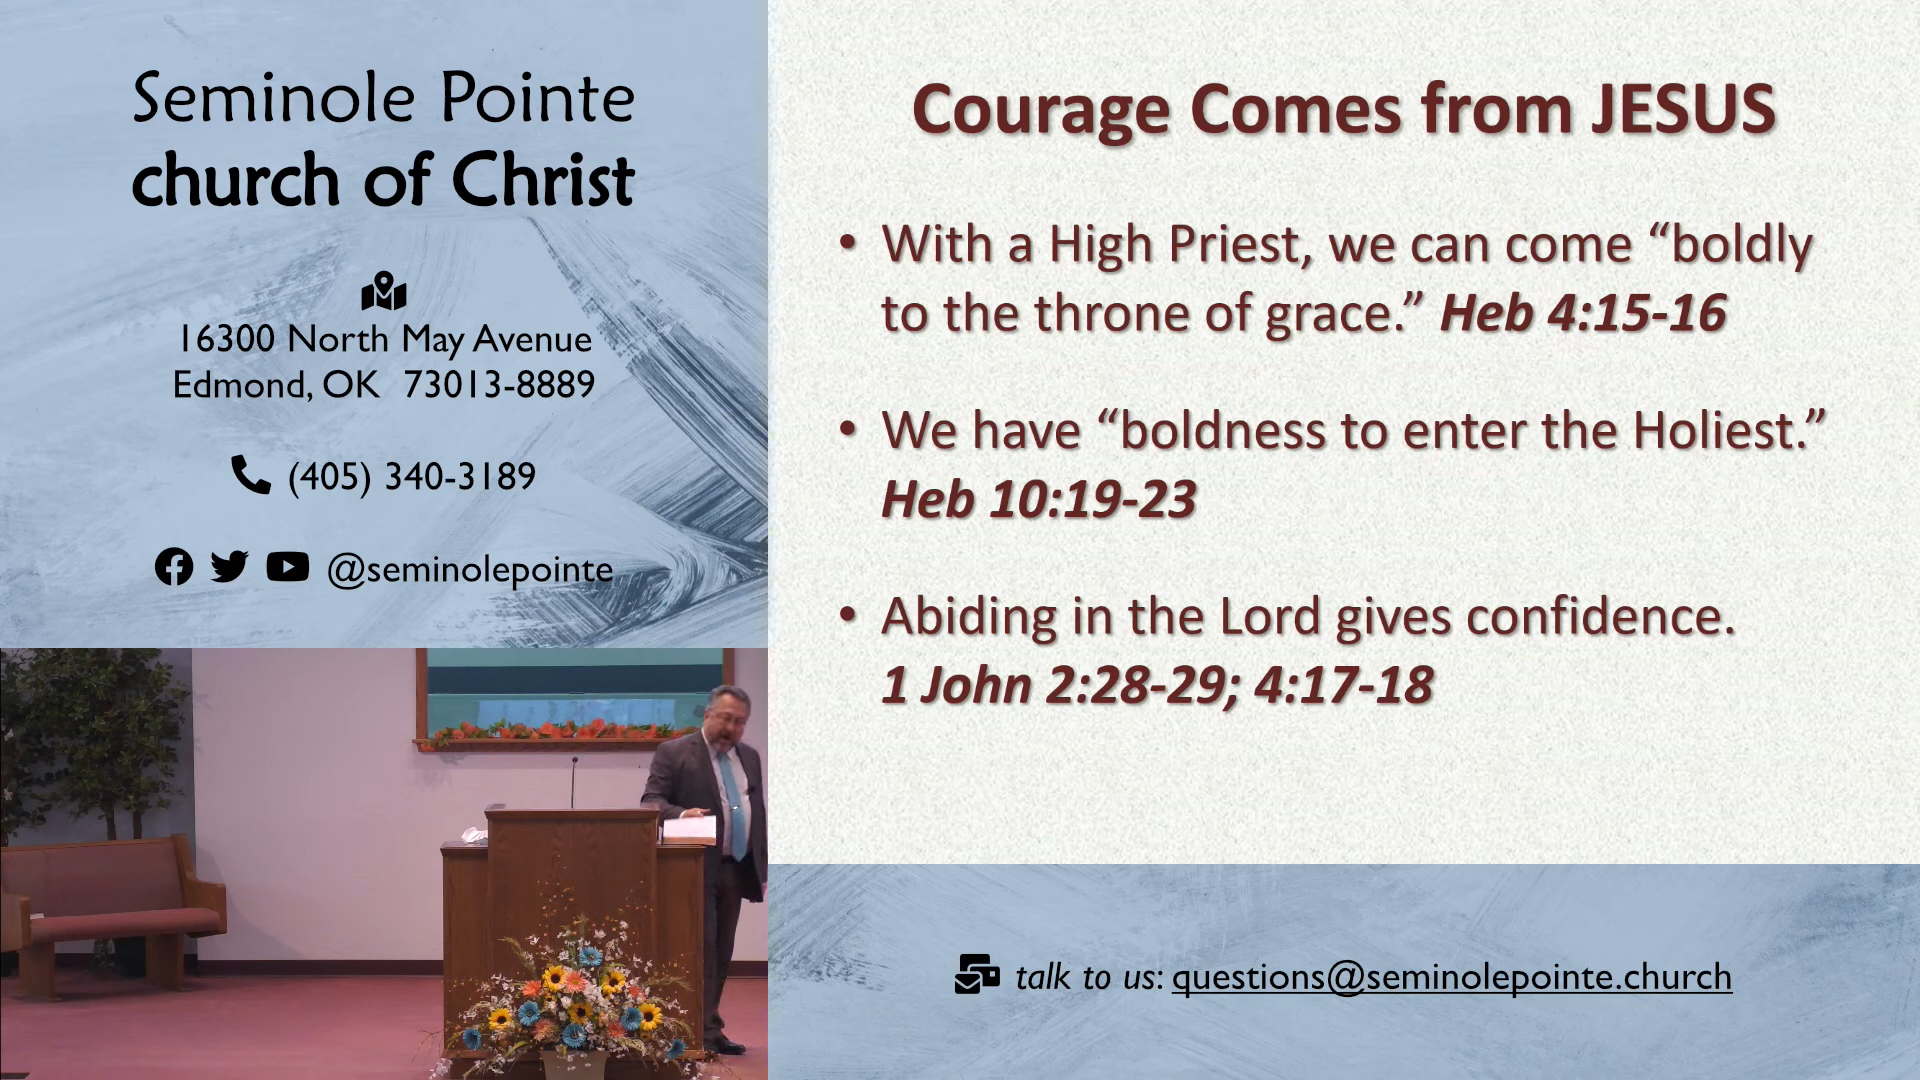 Seminole Pointe
church of Christ
16300 North May Avenue
Edmond, OK 73013-8889
(405) 340-3189
@seminolepointe
Courage Comes from JESUS
• With a High Priest, we can come “boldly
to the throne of grace.” Heb 4:15-16
• We have “boldness to enter the Holiest.”
Heb 10:19-23
• Abiding in the Lord gives confidence.
1 John 2:28-29; 4:17-18
talk to us: questions@seminolepointe.church